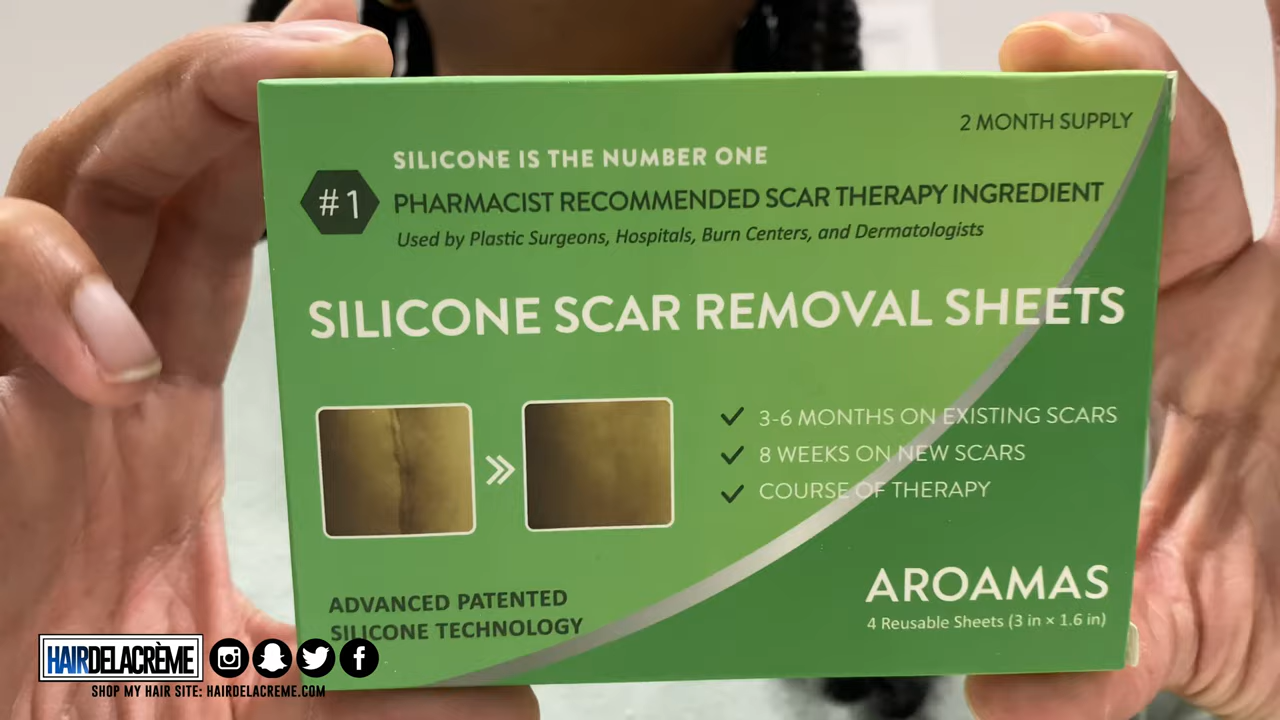 2 MONTH SUPPLY
SILICONE IS THE NUMBER ONE
#1
PHARMACIST RECOMMENDED SCAR THERAPY INGREDIENT
Used by Plastic Surgeons, Hospitals, Burn Centers, and Dermatologists
SILICONE SCAR REMOVAL SHEETS
3-6 MONTHS ON EXISTING SCARS
8 WEEKS ON NEW SCARS
COURSE OF THERAPY
ADVANCED PATENTED
SILICONE TECHNOLOGY
AROAMAS
4 Reusable Sheets (3 in × 1.6 in)
HAIRDELACRÈME
SHOP MY HAIR SITE: HAIRDELACREME.COM